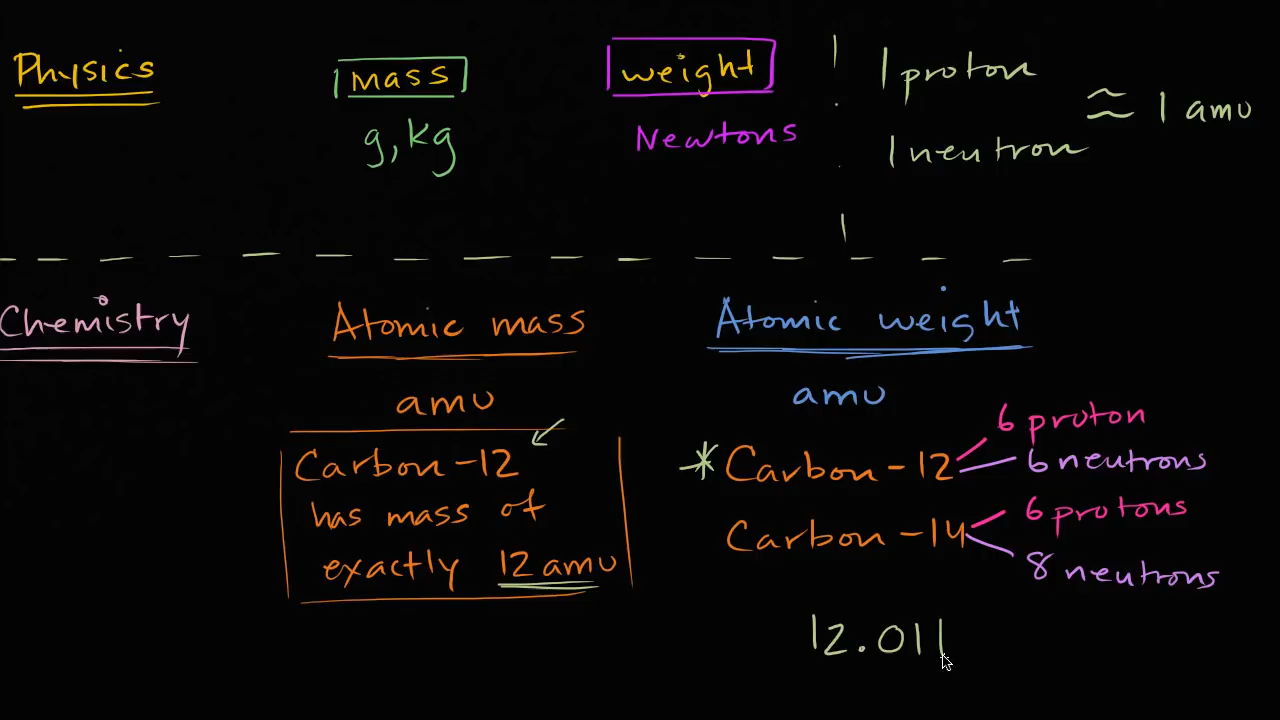 Physics
mass
g, kg
weight
Newtons
1 proton
1 neutron
≈ 1 amu
Chemistry
Atomic mass
amu
Carbon-12
has mass of
exactly 12 amu
Atomic weight
amu
* Carbon-12
6 proton
6 neutrons
Carbon-14
6 protons
8 neutrons
12.011